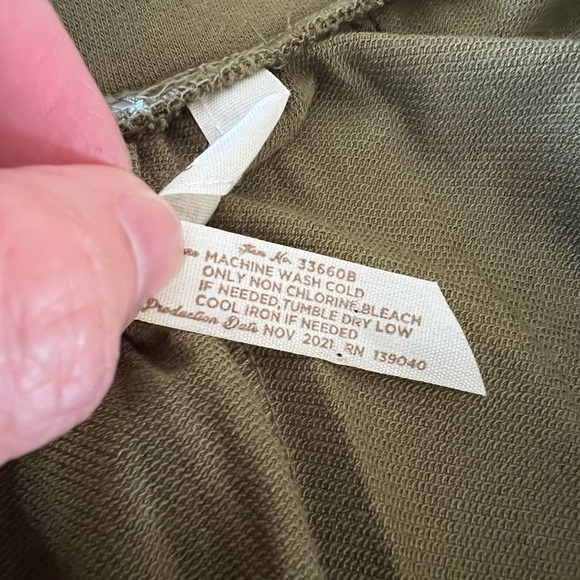 Item No. 33660B
MACHINE WASH COLD
ONLY NON CHLORINE BLEACH
IF NEEDED, TUMBLE DRY LOW
COOL IRON IF NEEDED
Production Date NOV 2021 RN 139040